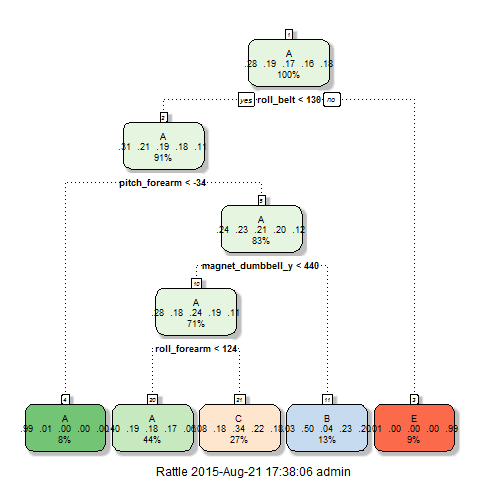 1
A
.28 .19 .17 .16 .18
100%
yes roll_belt < 130 no
2
A
.31 .21 .19 .18 .11
91%
pitch_forearm < -34
5
A
.24 .23 .21 .20 .12
83%
magnet_dumbbell_y < 440
10
A
.28 .18 .24 .19 .11
71%
roll_forearm < 124
4 20 21 11 3
A A C B E
.99 .01 .00 .00 .00 .40 .19 .18 .17 .06 .08 .18 .34 .22 .18 .03 .50 .04 .23 .20 .01 .00 .00 .00 .99
8% 44% 27% 13% 9%
Rattle 2015-Aug-21 17:38:06 admin